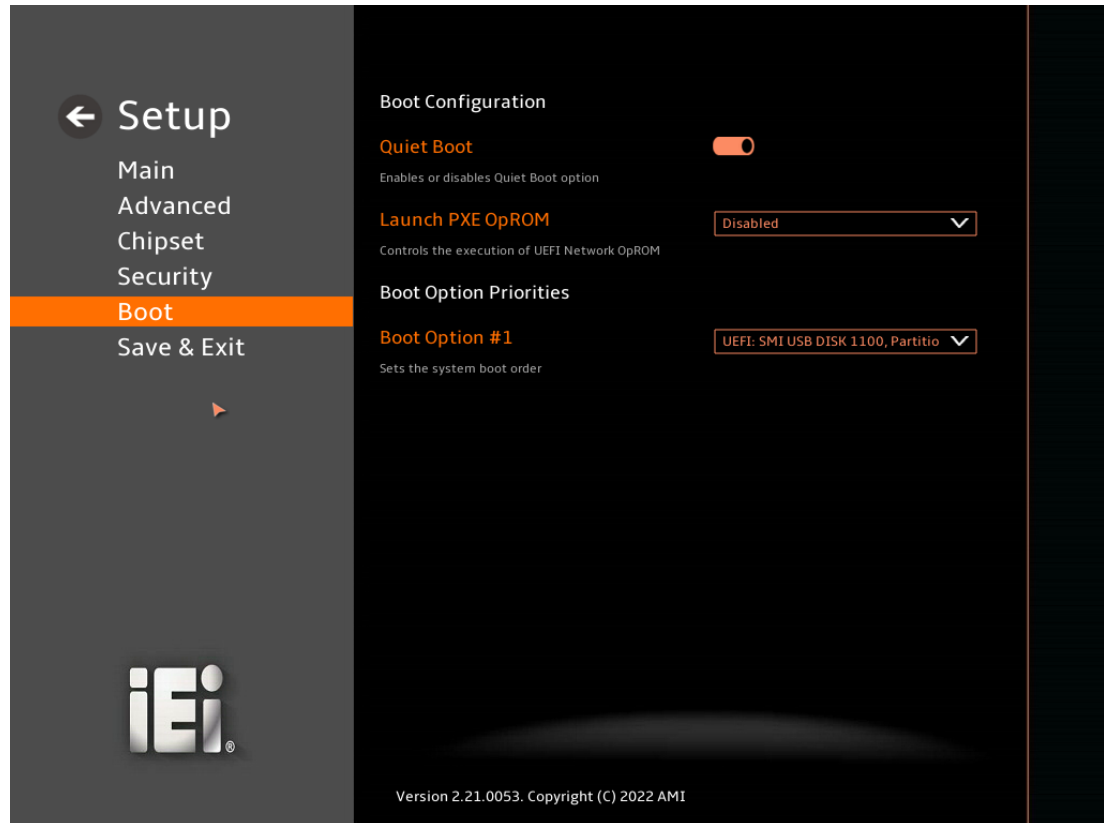 Setup
Main
Advanced
Chipset
Security
Boot
Save & Exit
iEi®
Boot Configuration
Quiet Boot
Enables or disables Quiet Boot option
Launch PXE OpROM
Disabled
Controls the execution of UEFI Network OpROM
Boot Option Priorities
Boot Option #1
UEFI: SMI USB DISK 1100, Partitio
Sets the system boot order
Version 2.21.0053. Copyright (C) 2022 AMI